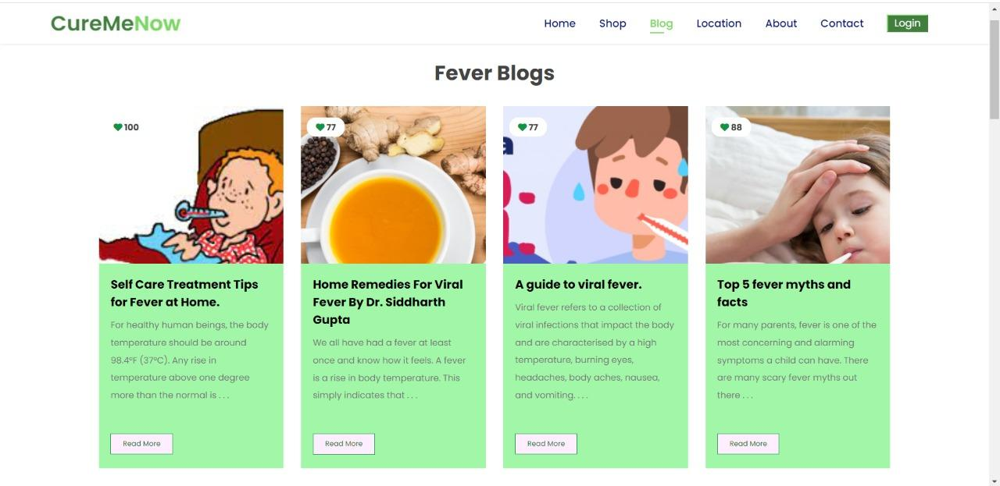 CureMeNow
Home Shop Blog Location About Contact Login
Fever Blogs
100
77
77
88
Self Care Treatment Tips
for Fever at Home.
For healthy human beings, the body
temperature should be around
98.4°F (37°C). Any rise in
temperature above one degree
more than the normal is . . .
Read More
Home Remedies For Viral
Fever By Dr. Siddharth
Gupta
We all have had a fever at least
once and know how it feels. A fever
is a rise in body temperature. This
simply indicates that . . .
Read More
A guide to viral fever.
Viral fever refers to a collection of
viral infections that impact the body
and are characterised by a high
temperature, burning eyes,
headaches, body aches, nausea,
and vomiting. . . .
Read More
Top 5 fever myths and
facts
For many parents, fever is one of the
most concerning and alarming
symptoms a child can have. There
are many scary fever myths out
there . . .
Read More